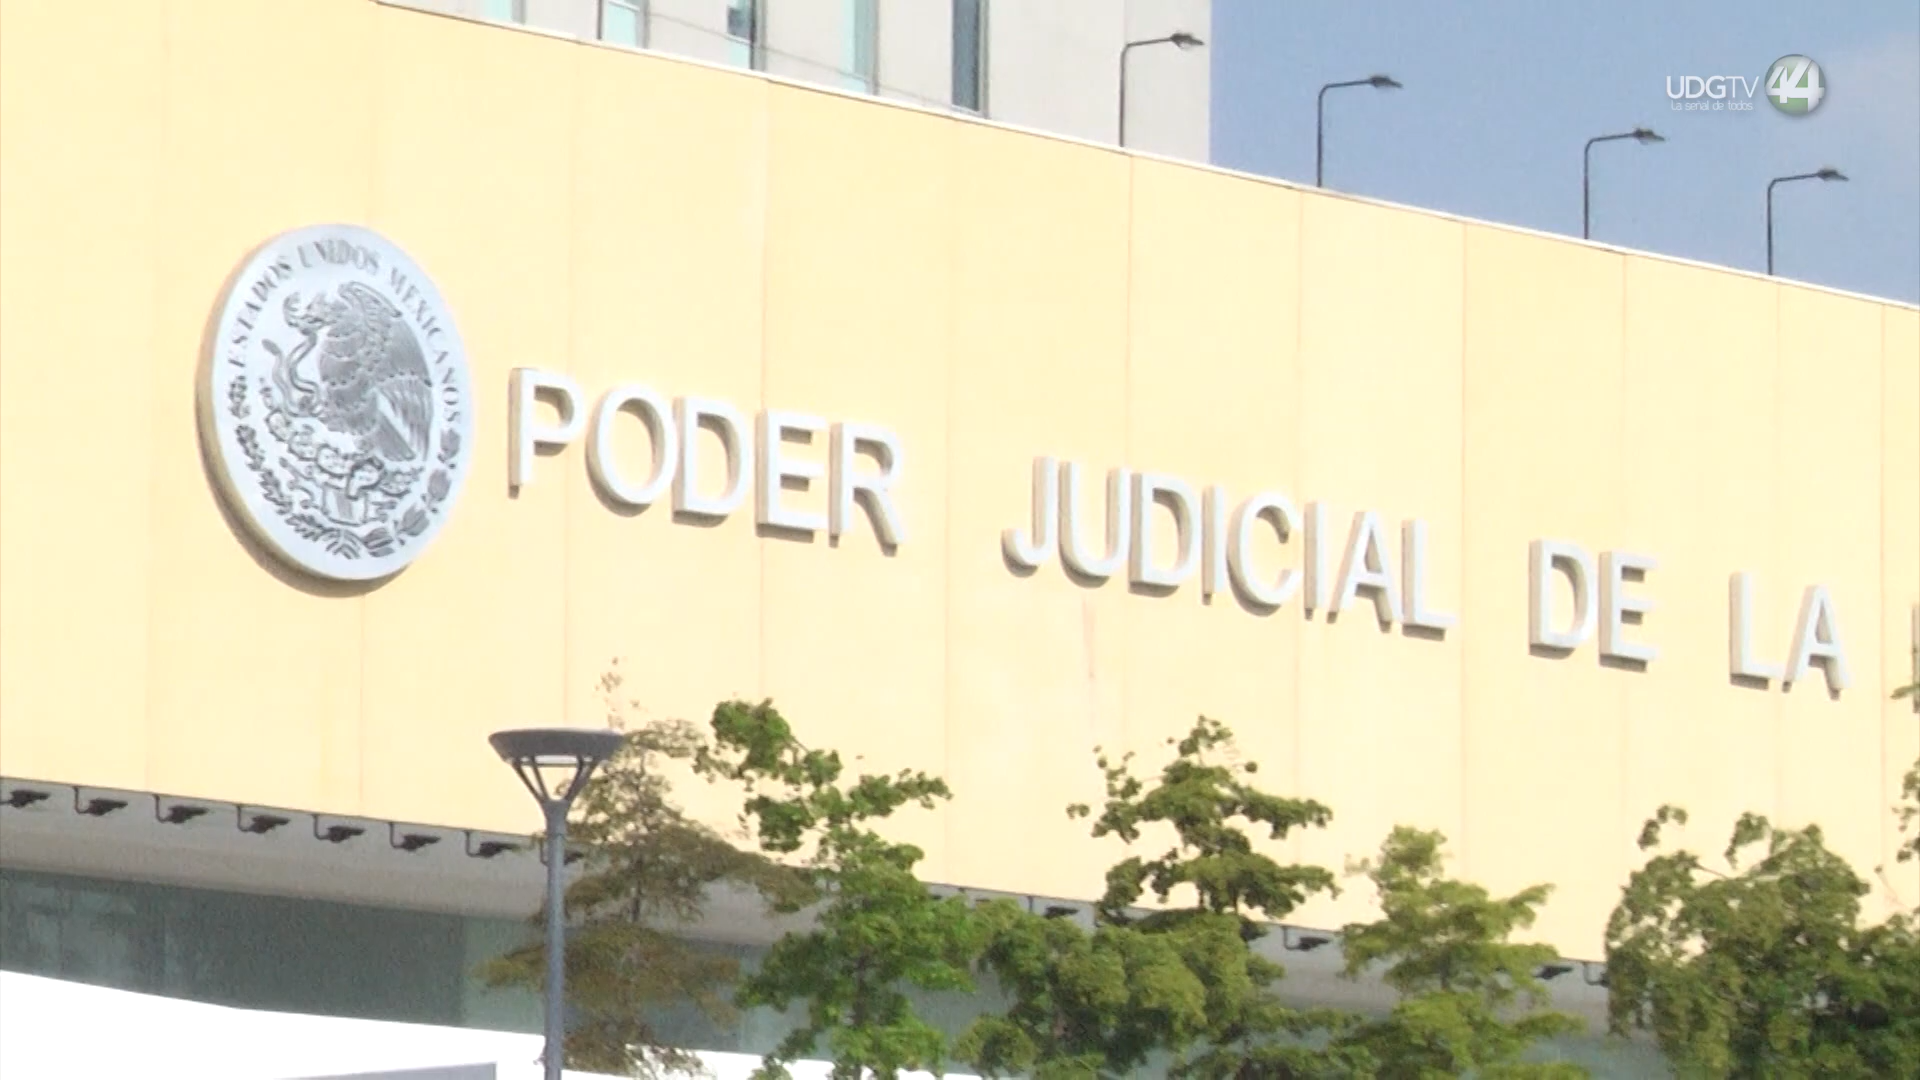 UDGTV 44
La señal de todos
ESTADOS UNIDOS MEXICANOS
PODER JUDICIAL DE LA